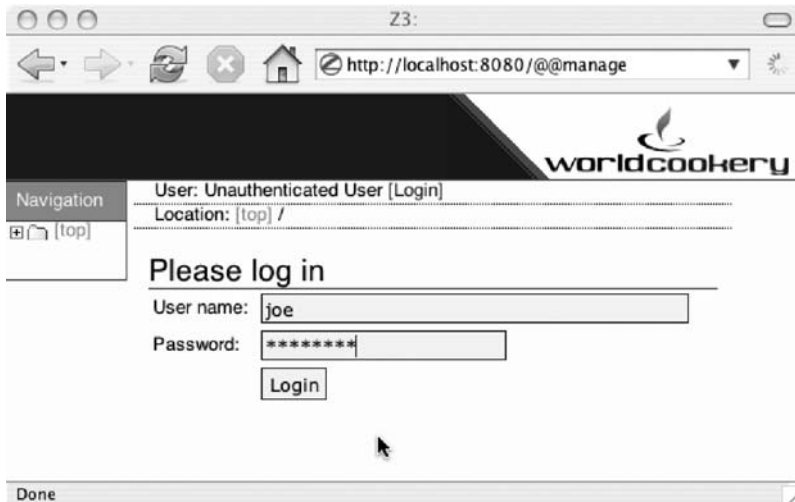 Z3:
http://localhost:8080/@@manage
worldcookery
Navigation
[top]
User: Unauthenticated User [Login]
Location: [top] /
Please log in
User name: joe
Password: ********
Login
Done